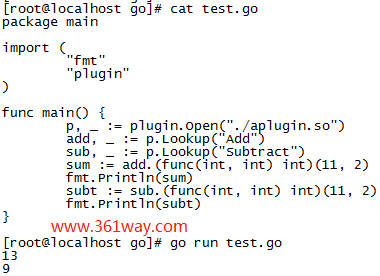 [root@localhost go]# cat test.go
package main

import (
        "fmt"
        "plugin"
)

func main() {
        p, _ := plugin.Open("./aplugin.so")
        add, _ := p.Lookup("Add")
        sub, _ := p.Lookup("Subtract")
        sum := add.(func(int, int) int)(11, 2)
        fmt.Println(sum)
        subt := sub.(func(int, int) int)(11, 2)
        fmt.Println(subt)
}
www.361way.com
[root@localhost go]# go run test.go
13
9